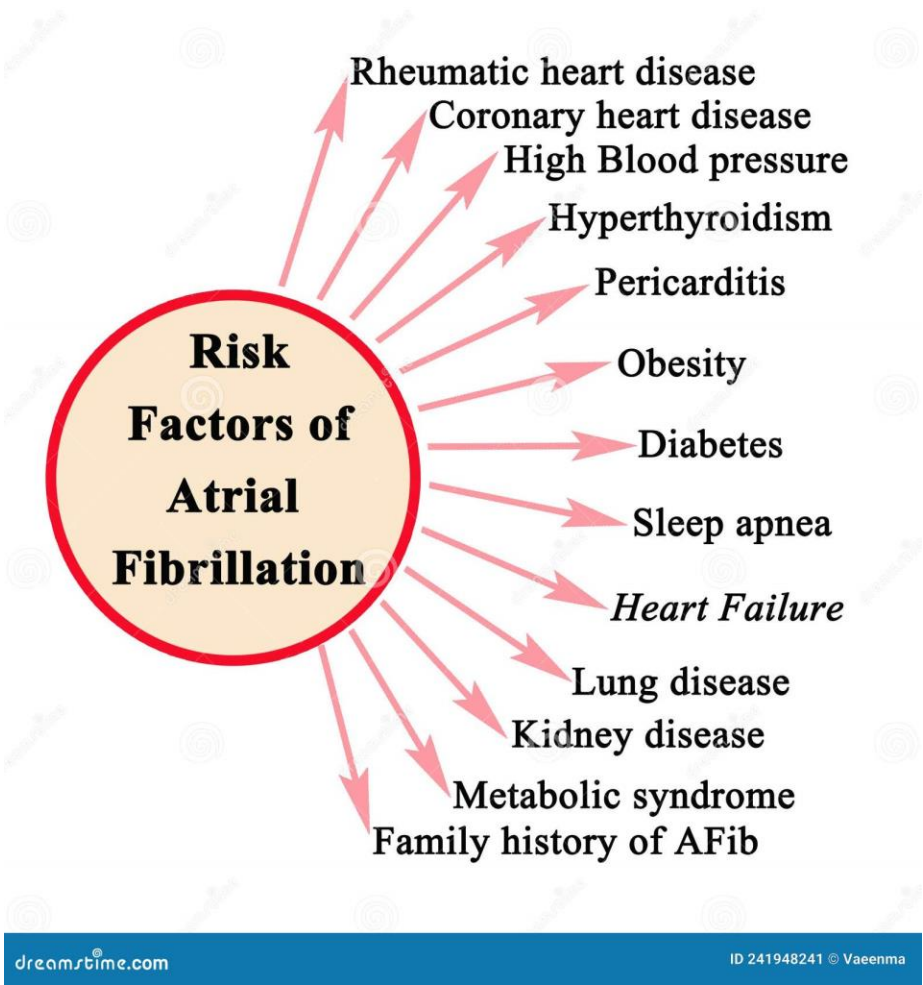 Rheumatic heart disease
Coronary heart disease
High Blood pressure
Hyperthyroidism
Pericarditis
Obesity
Diabetes
Sleep apnea
Heart Failure
Lung disease
Kidney disease
Metabolic syndrome
Family history of AFib
Risk
Factors of
Atrial
Fibrillation
dreamstime.com
ID 241948241 © Vaeenma